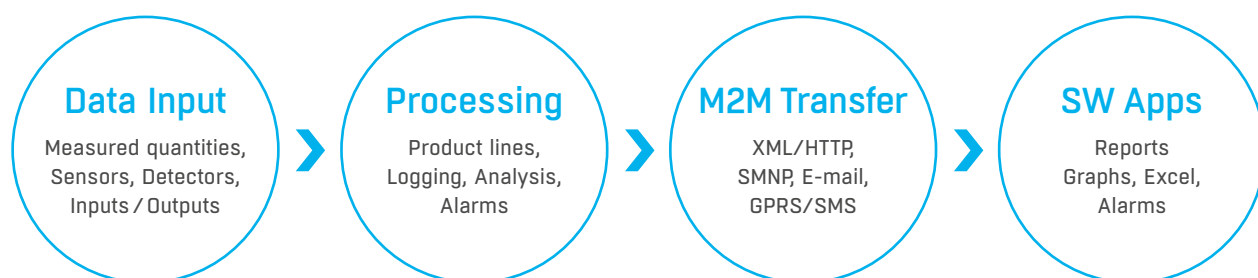 Data Input
Measured quantities,
Sensors, Detectors,
Inputs / Outputs
Processing
Product lines,
Logging, Analysis,
Alarms
M2M Transfer
XML/HTTP,
SMNP, E-mail,
GPRS/SMS
SW Apps
Reports
Graphs, Excel,
Alarms